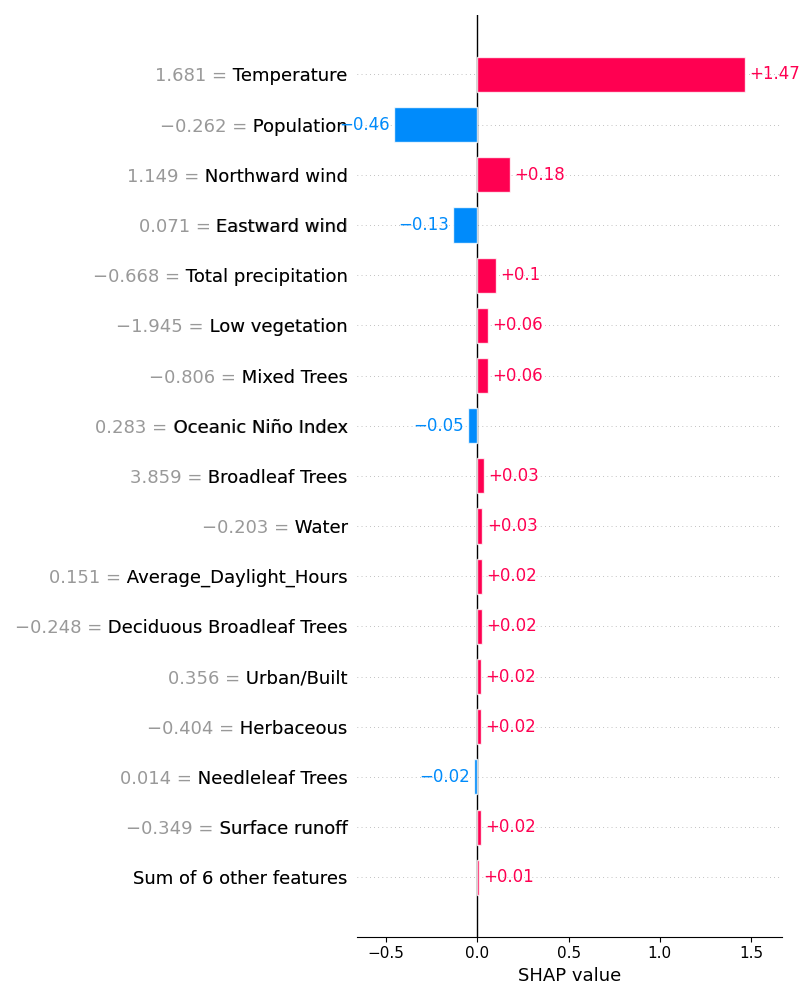 1.681 = Temperature +1.47
−0.262 = Population −0.46
1.149 = Northward wind +0.18
0.071 = Eastward wind −0.13
−0.668 = Total precipitation +0.1
−1.945 = Low vegetation +0.06
−0.806 = Mixed Trees +0.06
0.283 = Oceanic Niño Index −0.05
3.859 = Broadleaf Trees +0.03
−0.203 = Water +0.03
0.151 = Average_Daylight_Hours +0.02
−0.248 = Deciduous Broadleaf Trees +0.02
0.356 = Urban/Built +0.02
−0.404 = Herbaceous +0.02
0.014 = Needleleaf Trees −0.02
−0.349 = Surface runoff +0.02
Sum of 6 other features +0.01
−0.5 0.0 0.5 1.0 1.5
SHAP value